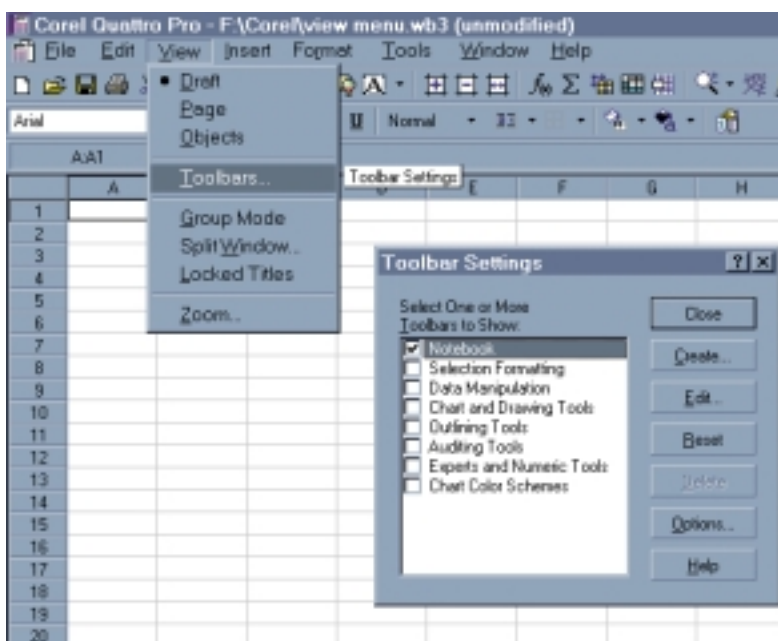 Corel Quattro Pro - F:\Corel\view menu.wb3 (unmodified)
File Edit View Insert Format Tools Window Help
Arial
U Normal
A:A1
Draft
Page
Objects
Toolbars...
Group Mode
Split Window...
Locked Titles
Zoom...
Toolbar Settings
A E F G H
1
2
3
4
5
6
7
8
9
10
11
12
13
14
15
16
17
18
19
20
Toolbar Settings
Select One or More
Toolbars to Show:
Notebook
Selection Formatting
Data Manipulation
Chart and Drawing Tools
Outlining Tools
Auditing Tools
Experts and Numeric Tools
Chart Color Schemes
Close
Create...
Edit...
Reset
Delete
Options...
Help